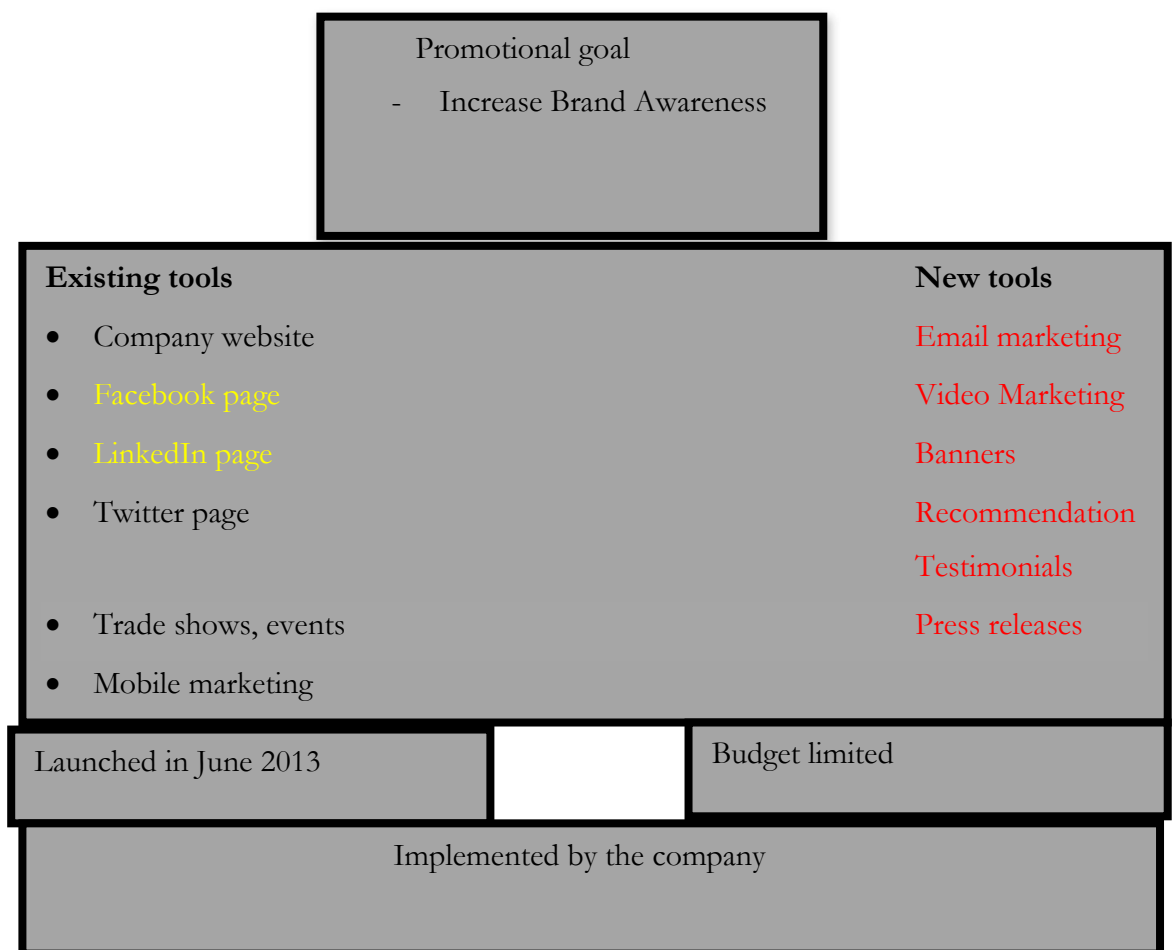 Promotional goal
- Increase Brand Awareness
Existing tools New tools
• Company website Email marketing
• Facebook page Video Marketing
• LinkedIn page Banners
• Twitter page Recommendation
Testimonials
• Trade shows, events Press releases
• Mobile marketing
Launched in June 2013 Budget limited
Implemented by the company